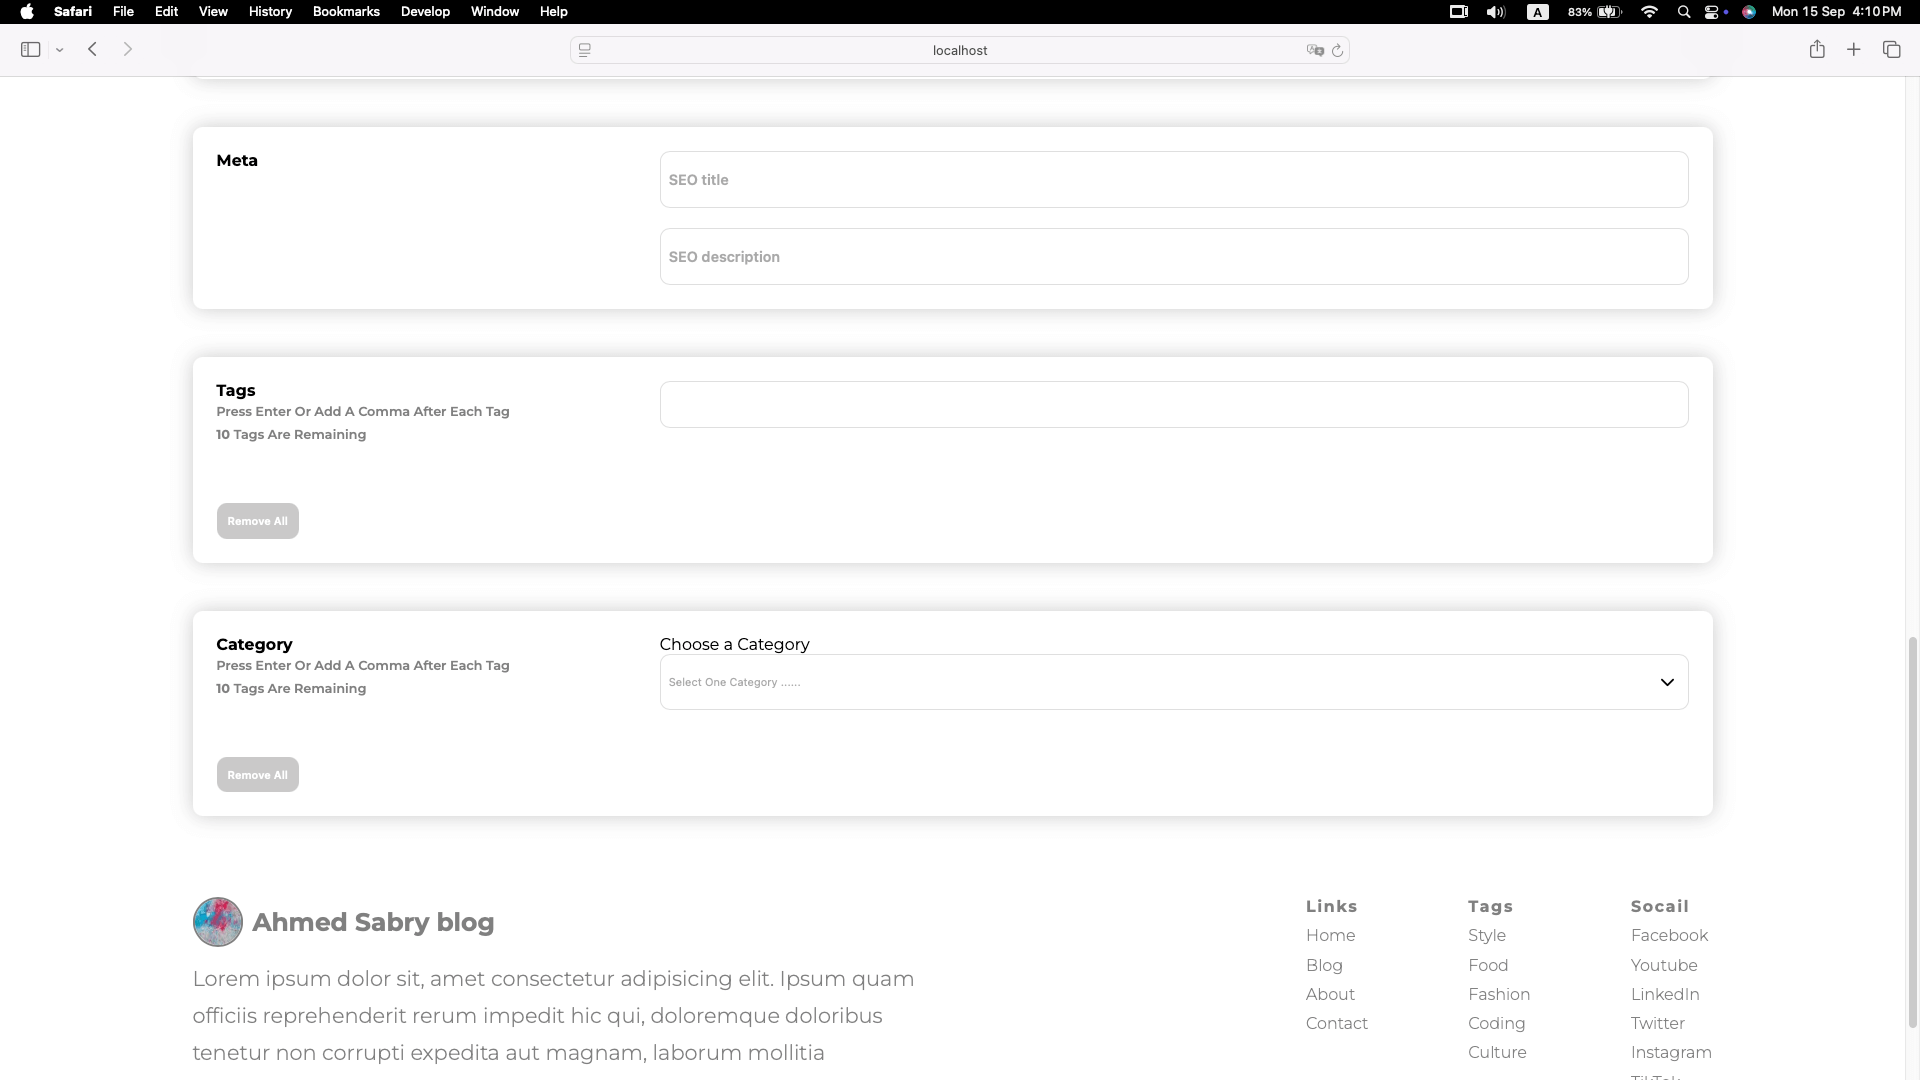 Safari File Edit View History Bookmarks Develop Window Help A 83% Mon 15 Sep 4:10 PM
localhost
Meta
SEO title
SEO description
Tags
Press Enter Or Add A Comma After Each Tag
10 Tags Are Remaining
Remove All
Category
Press Enter Or Add A Comma After Each Tag
10 Tags Are Remaining
Choose a Category
Select One Category ......
Remove All
Ahmed Sabry blog
Lorem ipsum dolor sit, amet consectetur adipisicing elit. Ipsum quam
officiis reprehenderit rerum impedit hic qui, doloremque doloribus
tenetur non corrupti expedita aut magnam, laborum mollitia
Links
Home
Blog
About
Contact
Tags
Style
Food
Fashion
Coding
Culture
Socail
Facebook
Youtube
LinkedIn
Twitter
Instagram